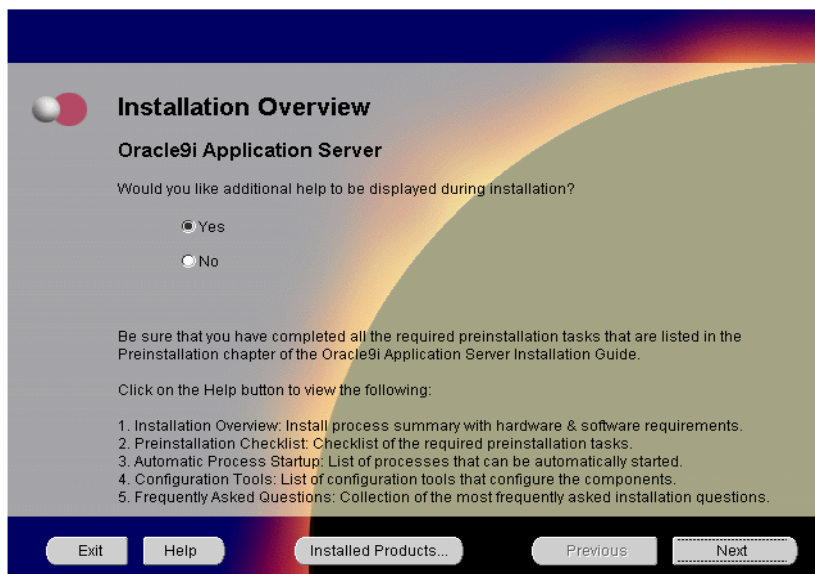 Installation Overview
Oracle9i Application Server
Would you like additional help to be displayed during installation?
Yes
No
Be sure that you have completed all the required preinstallation tasks that are listed in the
Preinstallation chapter of the Oracle9i Application Server Installation Guide.
Click on the Help button to view the following:
1. Installation Overview: Install process summary with hardware & software requirements.
2. Preinstallation Checklist: Checklist of the required preinstallation tasks.
3. Automatic Process Startup: List of processes that can be automatically started.
4. Configuration Tools: List of configuration tools that configure the components.
5. Frequently Asked Questions: Collection of the most frequently asked installation questions.
Exit Help Installed Products... Previous Next